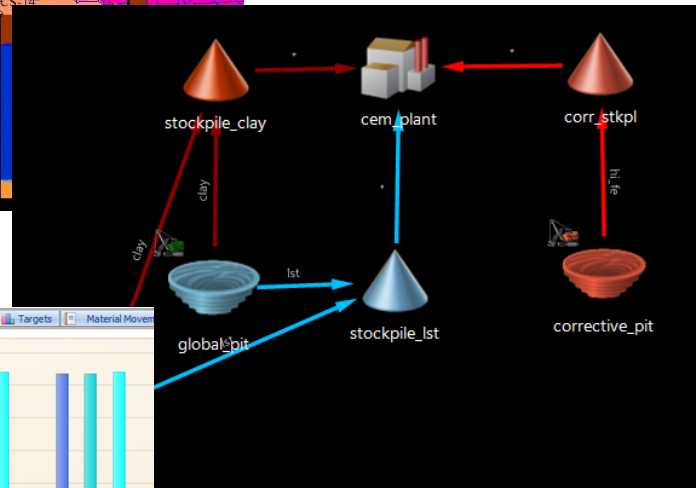 *
*
stockpile_clay
cem_plant
corr_stkpl
clay
clay
*
hi_fe
lst
global_pit
stockpile_lst
corrective_pit
Targets
Material Movem